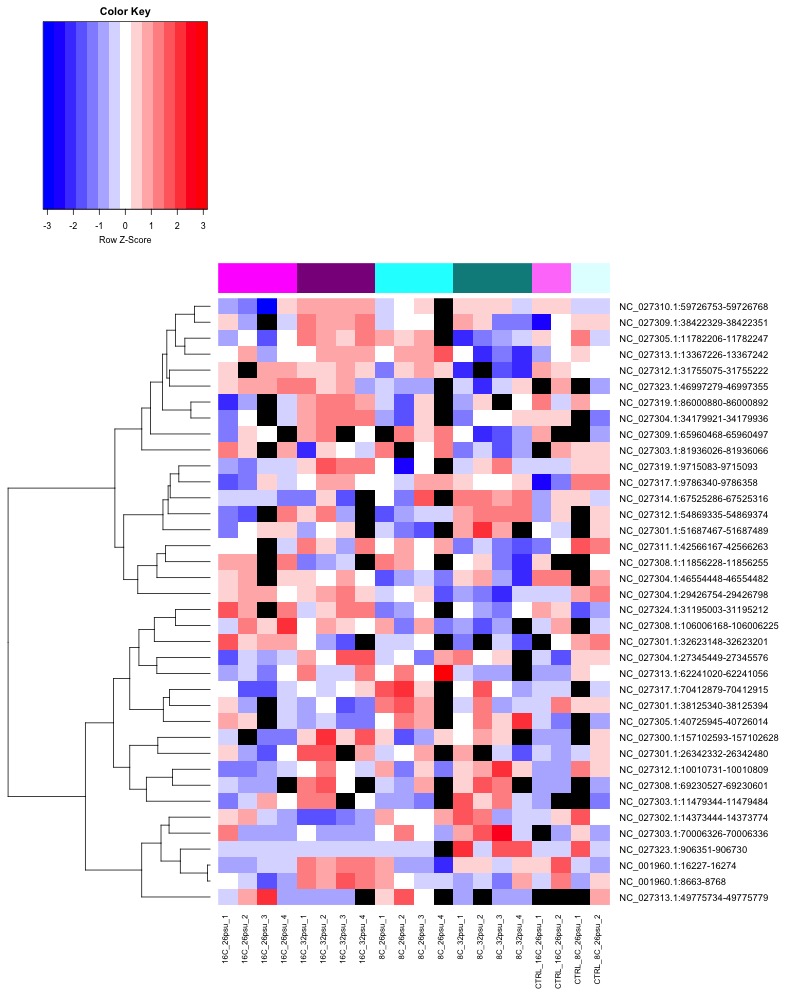 Color Key
-3 -2 -1 0 1 2 3
Row Z-Score
NC_027310.1:59726753-59726768
NC_027309.1:38422329-38422351
NC_027305.1:11782206-11782247
NC_027313.1:13367226-13367242
NC_027312.1:31755075-31755222
NC_027323.1:46997279-46997355
NC_027319.1:86000880-86000892
NC_027304.1:34179921-34179936
NC_027309.1:65960468-65960497
NC_027303.1:81936026-81936066
NC_027319.1:9715083-9715093
NC_027317.1:9786340-9786358
NC_027314.1:67525286-67525316
NC_027312.1:54869335-54869374
NC_027301.1:51687467-51687489
NC_027311.1:42566167-42566263
NC_027308.1:11856228-11856255
NC_027304.1:46554448-46554482
NC_027304.1:29426754-29426798
NC_027324.1:31195003-31195212
NC_027308.1:106006168-106006225
NC_027301.1:32623148-32623201
NC_027304.1:27345449-27345576
NC_027313.1:62241020-62241056
NC_027317.1:70412879-70412915
NC_027301.1:38125340-38125394
NC_027305.1:40725945-40726014
NC_027300.1:157102593-157102628
NC_027301.1:26342332-26342480
NC_027312.1:10010731-10010809
NC_027308.1:69230527-69230601
NC_027303.1:11479344-11479484
NC_027302.1:14373444-14373774
NC_027303.1:70006326-70006336
NC_027323.1:906351-906730
NC_001960.1:16227-16274
NC_001960.1:8663-8768
NC_027313.1:49775734-49775779
16C_26psu_1
16C_26psu_2
16C_26psu_3
16C_26psu_4
16C_32psu_1
16C_32psu_2
16C_32psu_3
16C_32psu_4
8C_26psu_1
8C_26psu_2
8C_26psu_3
8C_26psu_4
8C_32psu_1
8C_32psu_2
8C_32psu_3
8C_32psu_4
CTRL_16C_26psu_1
CTRL_16C_26psu_2
CTRL_8C_26psu_1
CTRL_8C_26psu_2